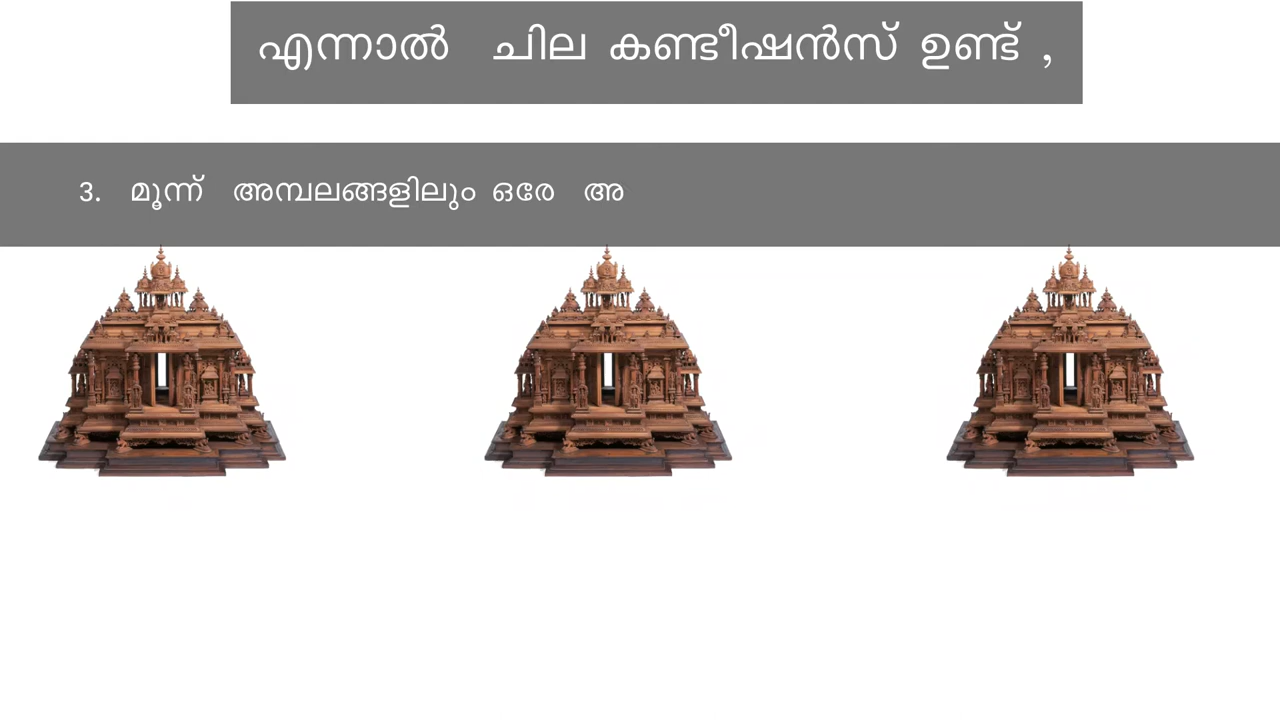 എന്നാൽ ചില കണ്ടീഷൻസ് ഉണ്ട് ,
3. മൂന്ന് അമ്പലങ്ങളിലും ഒരേ അ